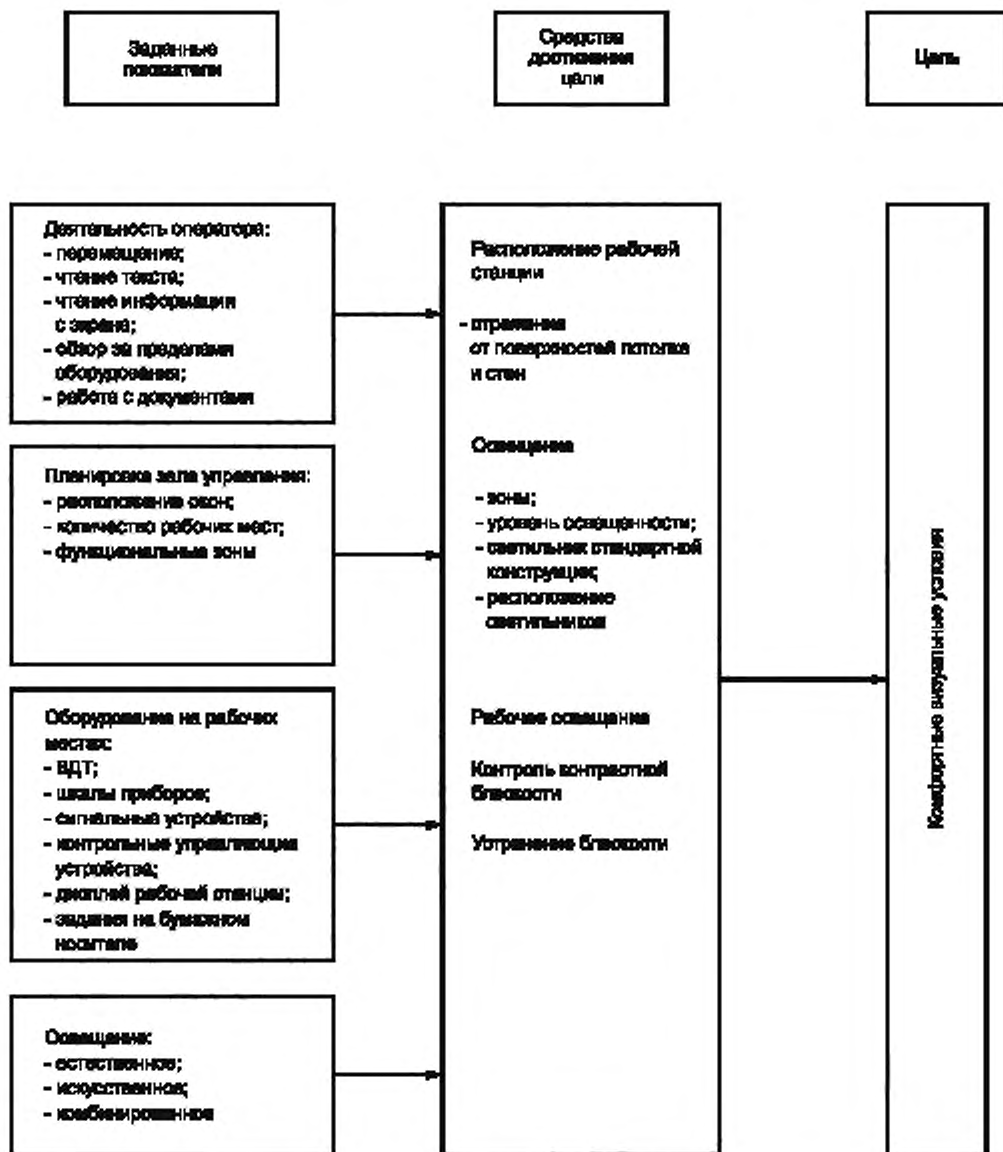 Заданные
показатели
Средства
достижения
цели
Цель
Деятельность оператора:
- перемещение;
- чтение текста;
- чтение информации
с экрана;
- обзор за пределами
оборудования;
- работа с документами
Планировка зала управления:
- расположение окон;
- количество рабочих мест;
- функциональные зоны
Оборудование на рабочих
местах:
- ВДТ;
- шкалы приборов;
- сигнальные устройства;
- контрольные управляющие
устройства;
- дисплей рабочей станции;
- задания на бумажном
носителе
Освещение:
- естественное;
- искусственное;
- комбинированное
Расположение рабочей
станции
- отражения
от поверхностей потолка
и стен
Освещение
- зоны;
- уровень освещенности;
- светильник стандартной
конструкции;
- расположение
светильников
Рабочее освещение
Контроль контрастной
блескости
Устранение блескости
Комфортные визуальные условия